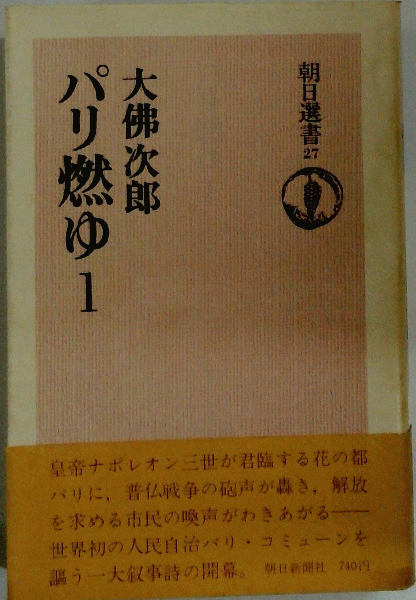 朝日選書
27
大佛次郎
パリ燃ゆ1
皇帝ナポレオン三世が君臨する花の都
パリに，普仏戦争の砲声が轟き，解放
を求める市民の喚声がわきあがる──
世界初の人民自治パリ・コミューンを
謳う一大叙事詩の開幕。 朝日新聞社 740円